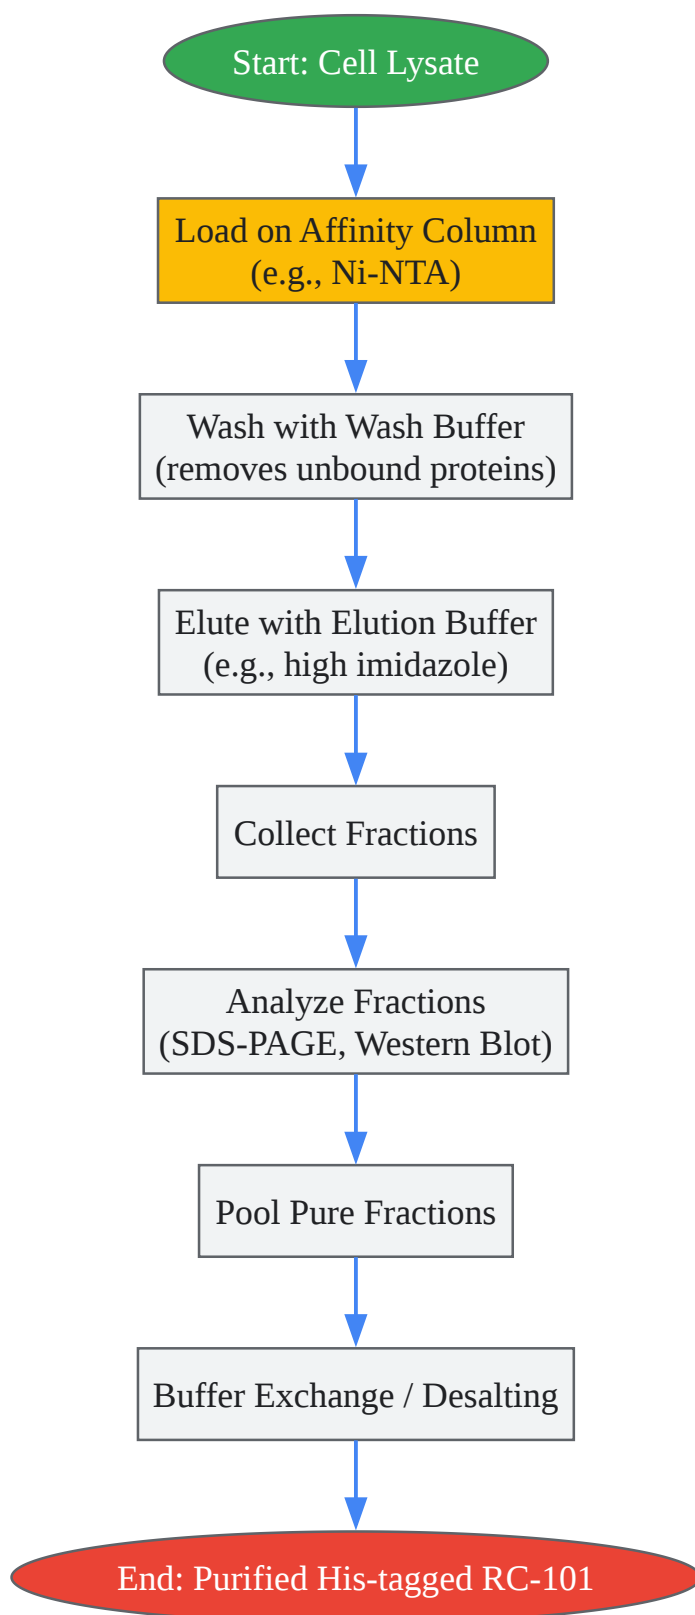 Start: Cell Lysate
Load on Affinity Column
(e.g., Ni-NTA)
Wash with Wash Buffer
(removes unbound proteins)
Elute with Elution Buffer
(e.g., high imidazole)
Collect Fractions
Analyze Fractions
(SDS-PAGE, Western Blot)
Pool Pure Fractions
Buffer Exchange / Desalting
End: Purified His-tagged RC-101